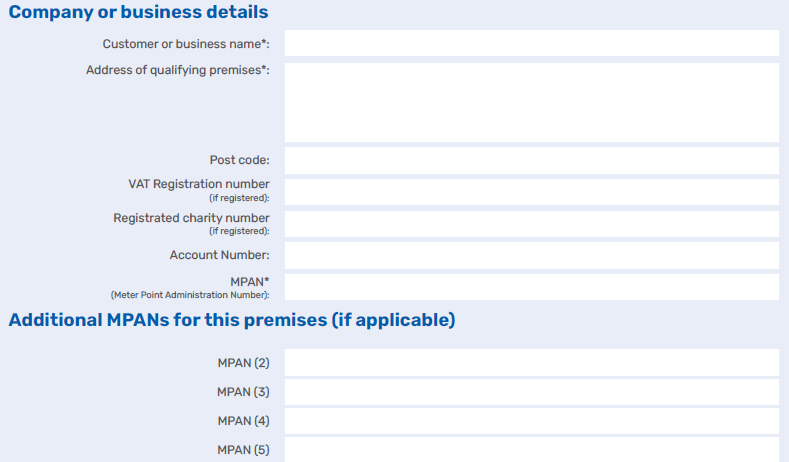 Company or business details
Customer or business name*:
Address of qualifying premises*:
Post code:
VAT Registration number
(if registered):
Registrated charity number
(if registered):
Account Number:
MPAN*
(Meter Point Administration Number):
Additional MPANs for this premises (if applicable)
MPAN (2)
MPAN (3)
MPAN (4)
MPAN (5)